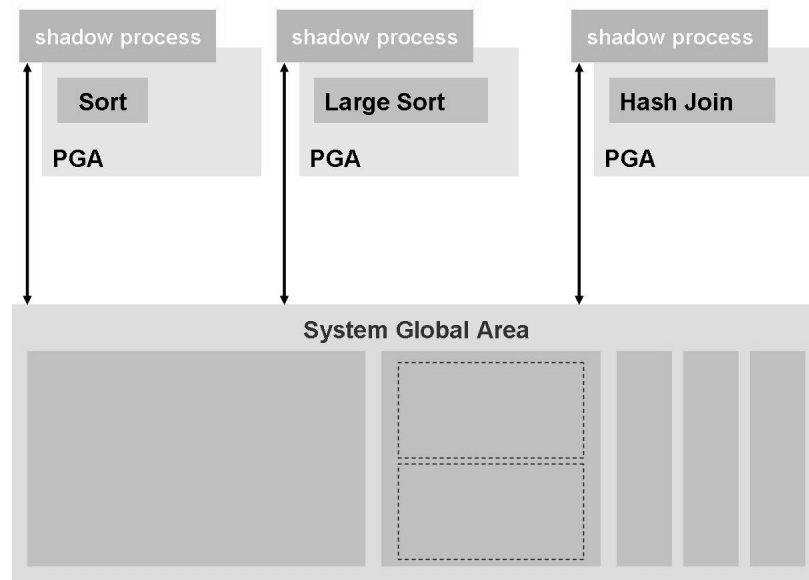 shadow process
shadow process
shadow process
Sort
Large Sort
Hash Join
PGA
PGA
PGA
System Global Area